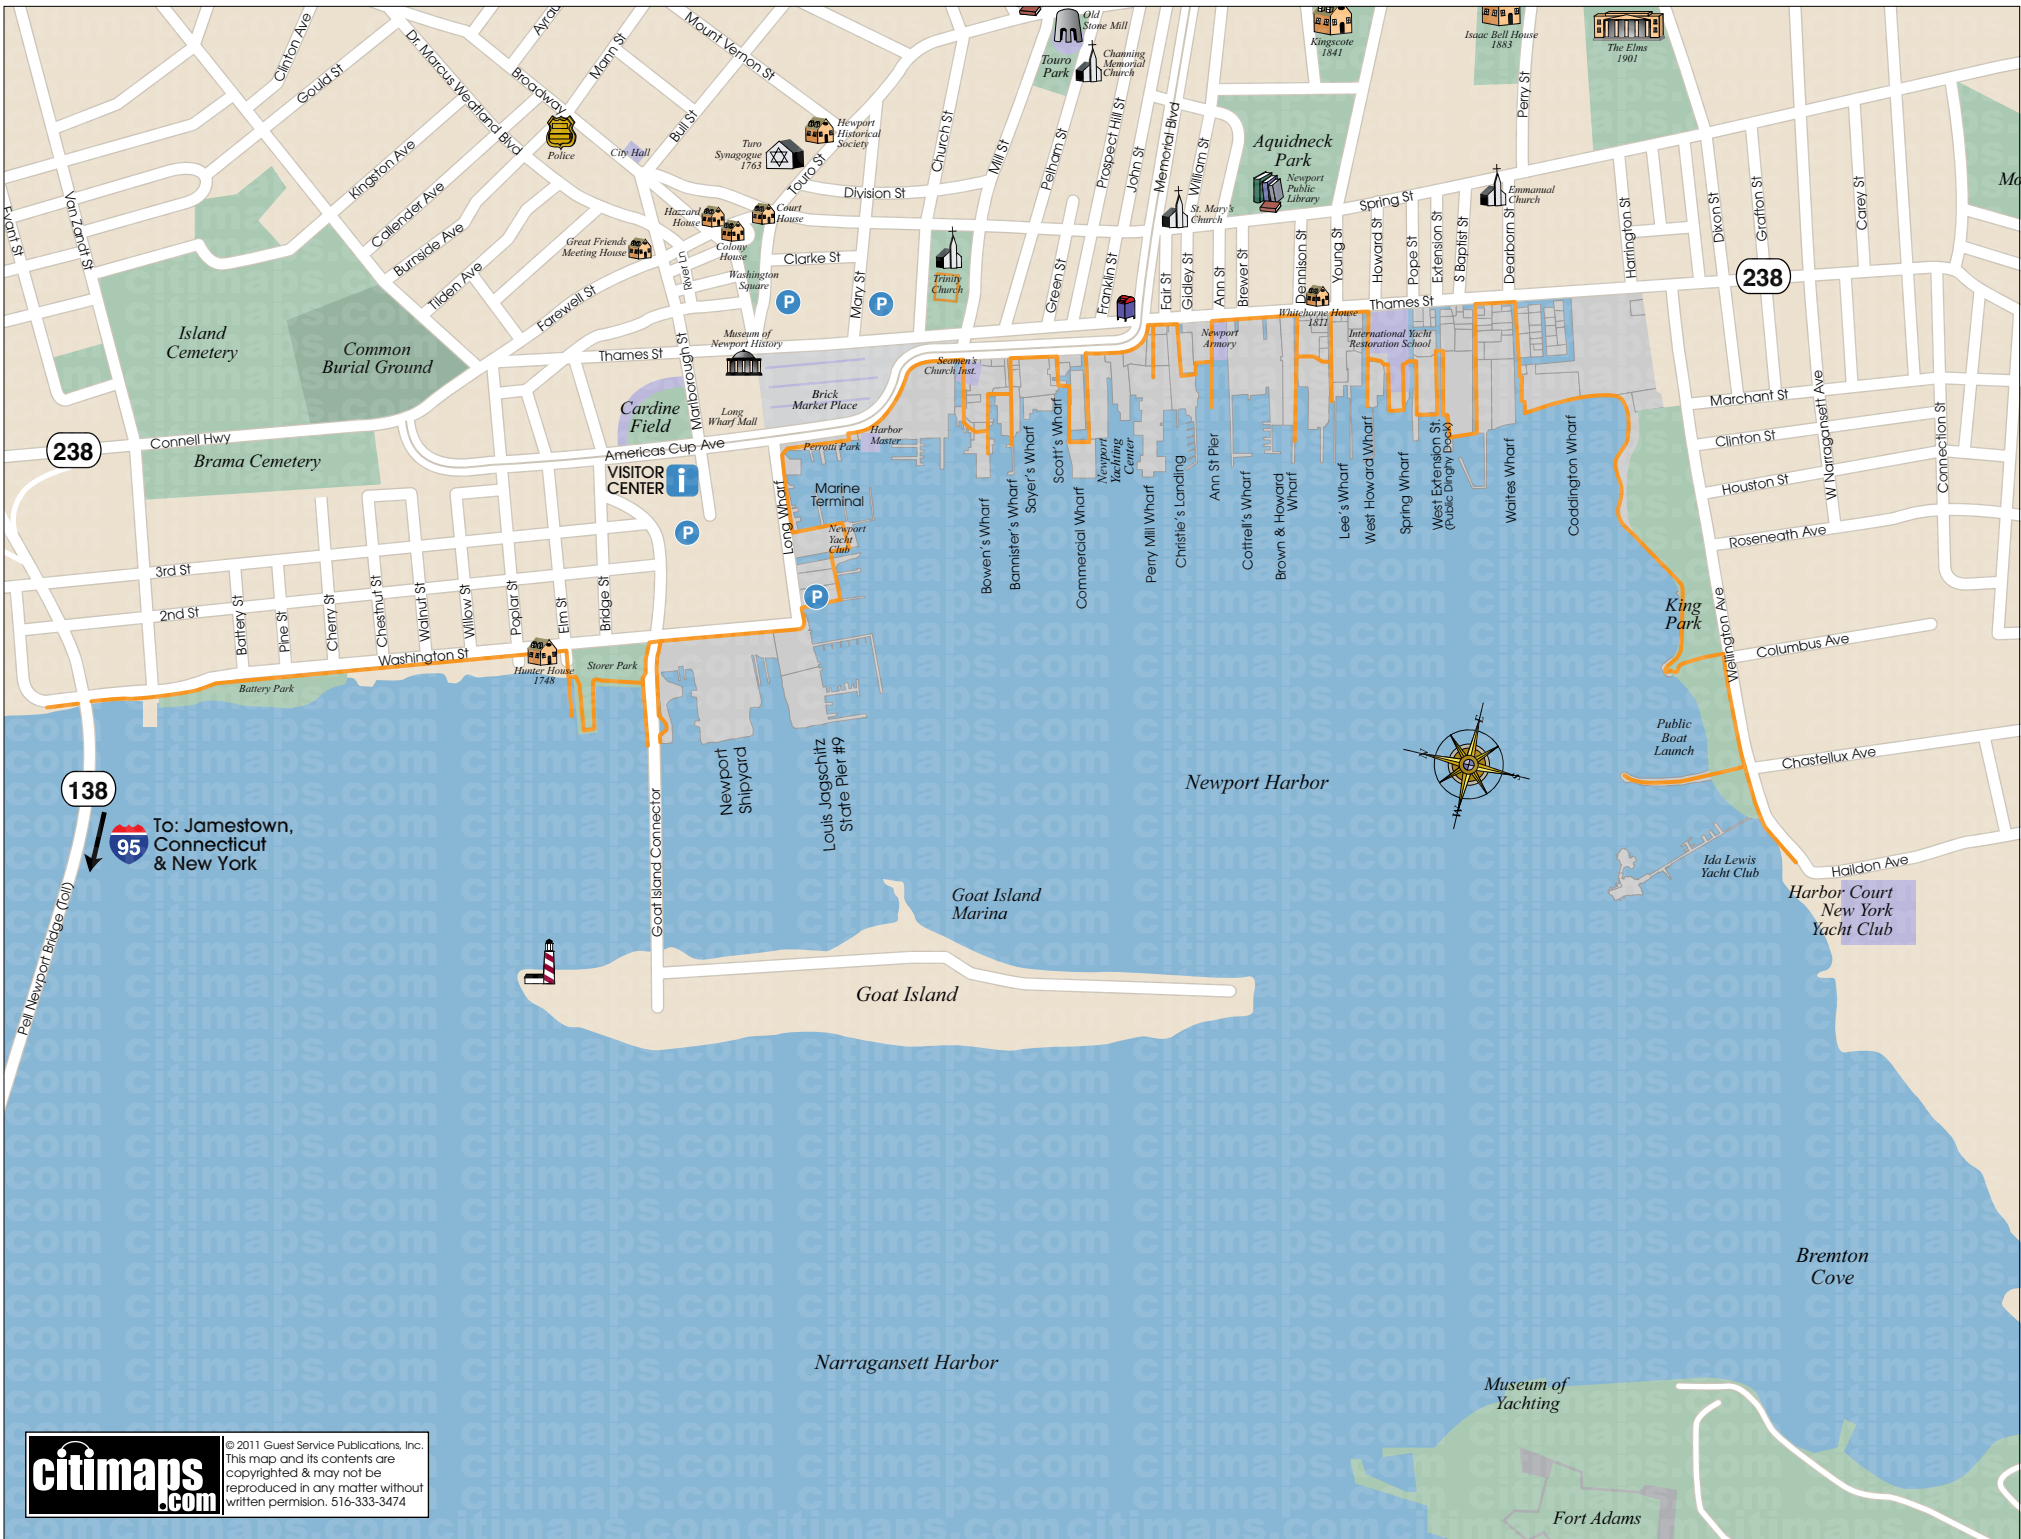 Old
Stone Mill
Touro
Park
Channing
Memorial
Church
Kingscote
1841
Isaac Bell House
1883
The Elms
1901
Clinton Ave
Gould St
Dr. Marcus Weatland Blvd
Broadway
Mann St
Mount Vernon St
Bull St
Police
City Hall
Turo
Synagogue
1763
Hewport
Historical
Society
Touro St
Division St
Church St
Mill St
Pelham St
Prospect Hill St
John St
Memorial Blvd
William St
Aquidneck
Park
Newport
Public
Library
Perry St
Spring St
Emmanual
Church
St. Mary's
Church
Van Zandt St
Kingston Ave
Callender Ave
Burnside Ave
Tilden Ave
Farewell St
Hazzard
House
Court
House
Colony
House
Great Friends
Meeting House
River Ln
Washington
Square
Clarke St
Mary St
P
P
Trinity
Church
Green St
Franklin St
Fair St
Gidley St
Ann St
Brewer St
Dennison St
Young St
Howard St
Pope St
Extension St
S Baptist St
Dearborn St
Harrington St
Dixon St
Grafton St
Carey St
238
Thames St
Whitehorne House
1811
International Yacht
Restoration School
Newport
Armory
Island
Cemetery
Common
Burial Ground
Thames St
Marlborough St
Museum of
Newport History
Seamen's
Church Inst.
Brick
Market Place
Cardine
Field
Long
Wharf Mall
Harbor
Master
Perrotti Park
Americas Cup Ave
238
Connell Hwy
Brama Cemetery
VISITOR
CENTER
i
P
Long Wharf
Marine
Terminal
Newport
Yacht
Club
P
Bowen's Wharf
Bannister's Wharf
Sayer's Wharf
Scott's Wharf
Commercial Wharf
Newport
Yachting
Center
Perry Mill Wharf
Christie's Landing
Ann St Pier
Cottrell's Wharf
Brown & Howard
Wharf
Lee's Wharf
West Howard Wharf
Spring Wharf
West Extension St.
(Public Dinghy Dock)
Waites Wharf
Coddington Wharf
Marchant St
Clinton St
Houston St
Roseneath Ave
W Narragansett Ave
Connection St
King
Park
Wellington Ave
Columbus Ave
Chastellux Ave
Haildon Ave
3rd St
2nd St
Battery St
Pine St
Cherry St
Chestnut St
Walnut St
Willow St
Poplar St
Elm St
Bridge St
Washington St
Battery Park
Hunter House
1748
Storer Park
Public
Boat
Launch
138
95
To: Jamestown,
Connecticut
& New York
Pell Newport Bridge (Toll)
Goat Island Connector
Newport
Shipyard
Louis Jagschitz
State Pier #9
Newport Harbor
N
E
S
W
Ida Lewis
Yacht Club
Harbor Court
New York
Yacht Club
Goat Island
Marina
Goat Island
Bremton
Cove
Narragansett Harbor
Museum of
Yachting
Fort Adams
citimaps
.com
© 2011 Guest Service Publications, Inc.
This map and its contents are
copyrighted & may not be
reproduced in any matter without
written permision. 516-333-3474